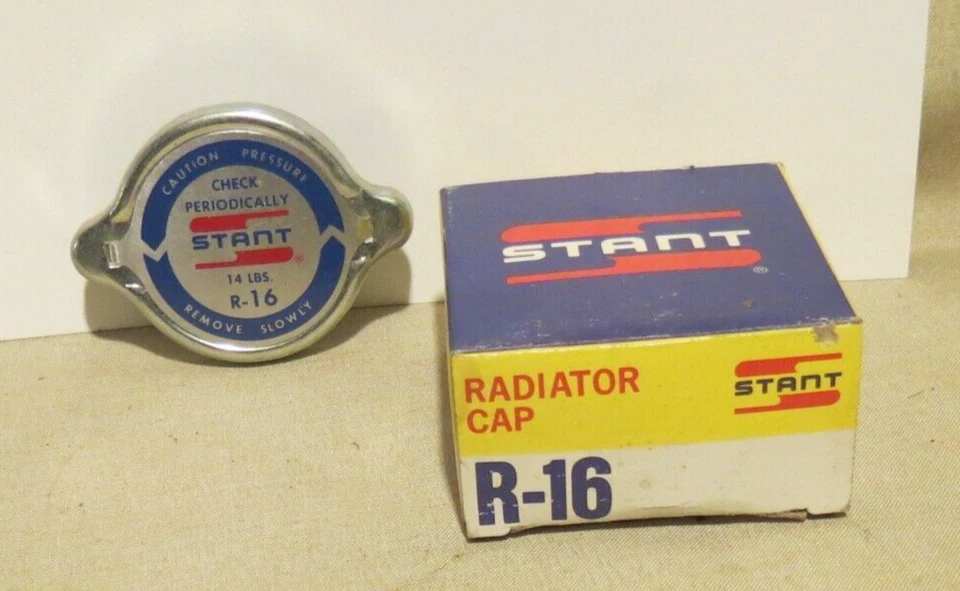 CAUTION PRESSURE
CHECK
PERIODICALLY
STANT®
14 LBS.
R-16
REMOVE SLOWLY
STANT®
RADIATOR
CAP
STANT
R-16